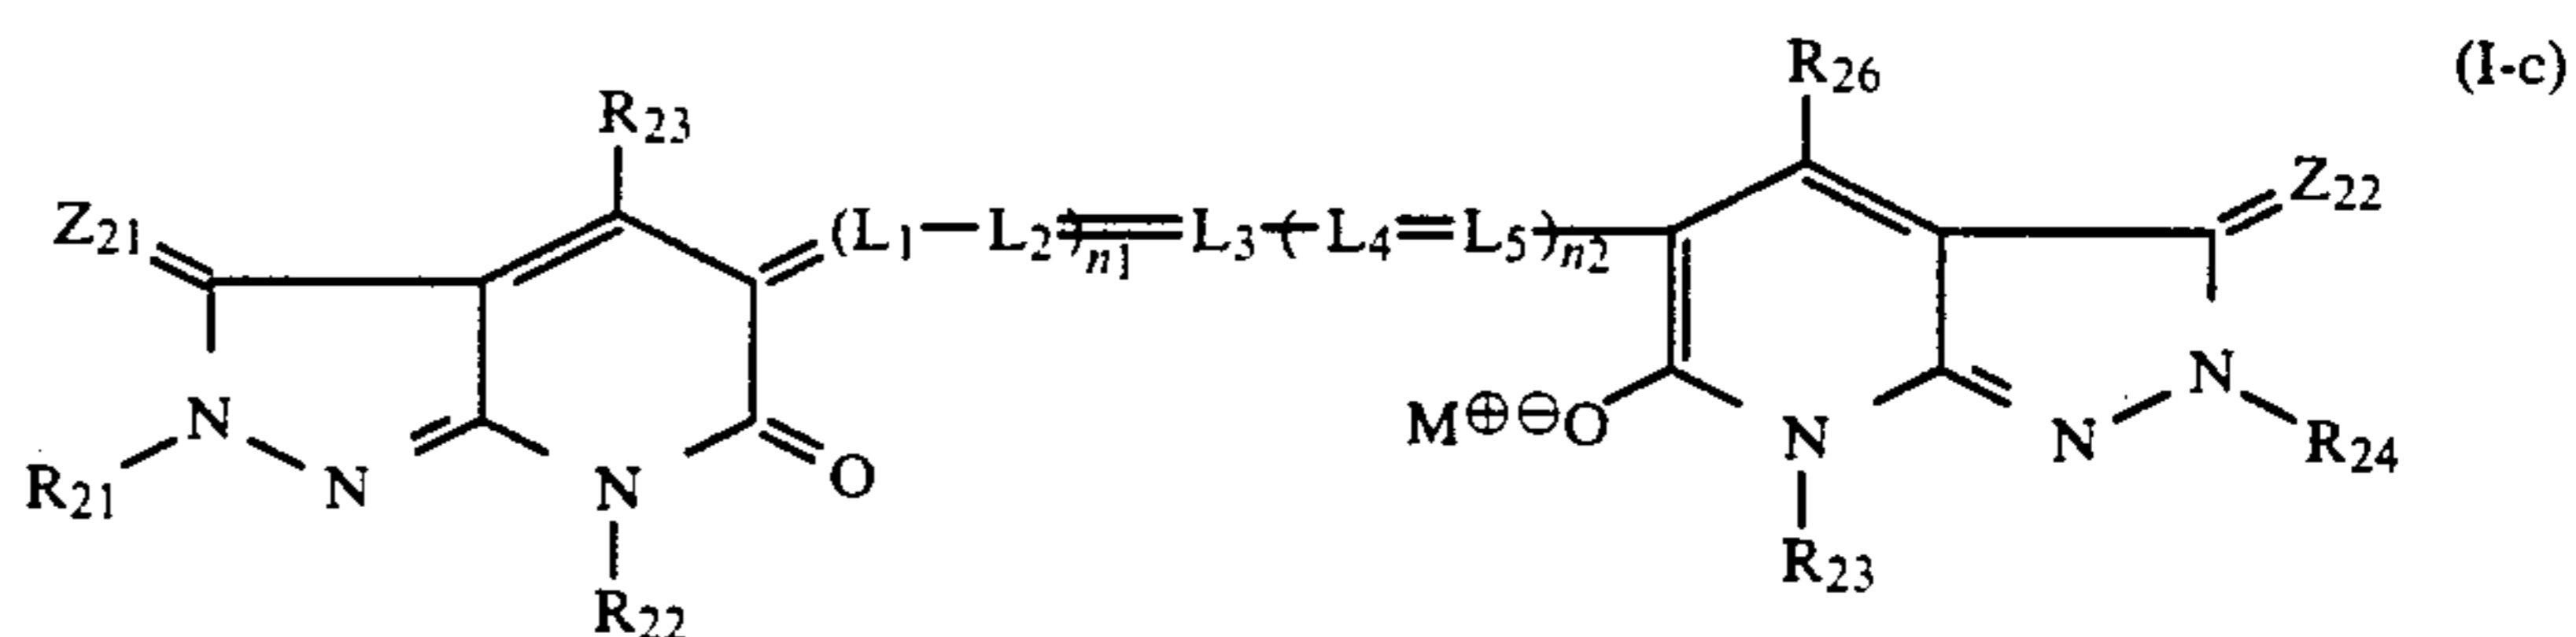 (I-c)
R26
R23
Z21
(L1—L2)n1=L3—(L4=L5)n2
Z22
N
M⊕⊖O
N
N
N
R24
R21
N
N
O
R23
R22